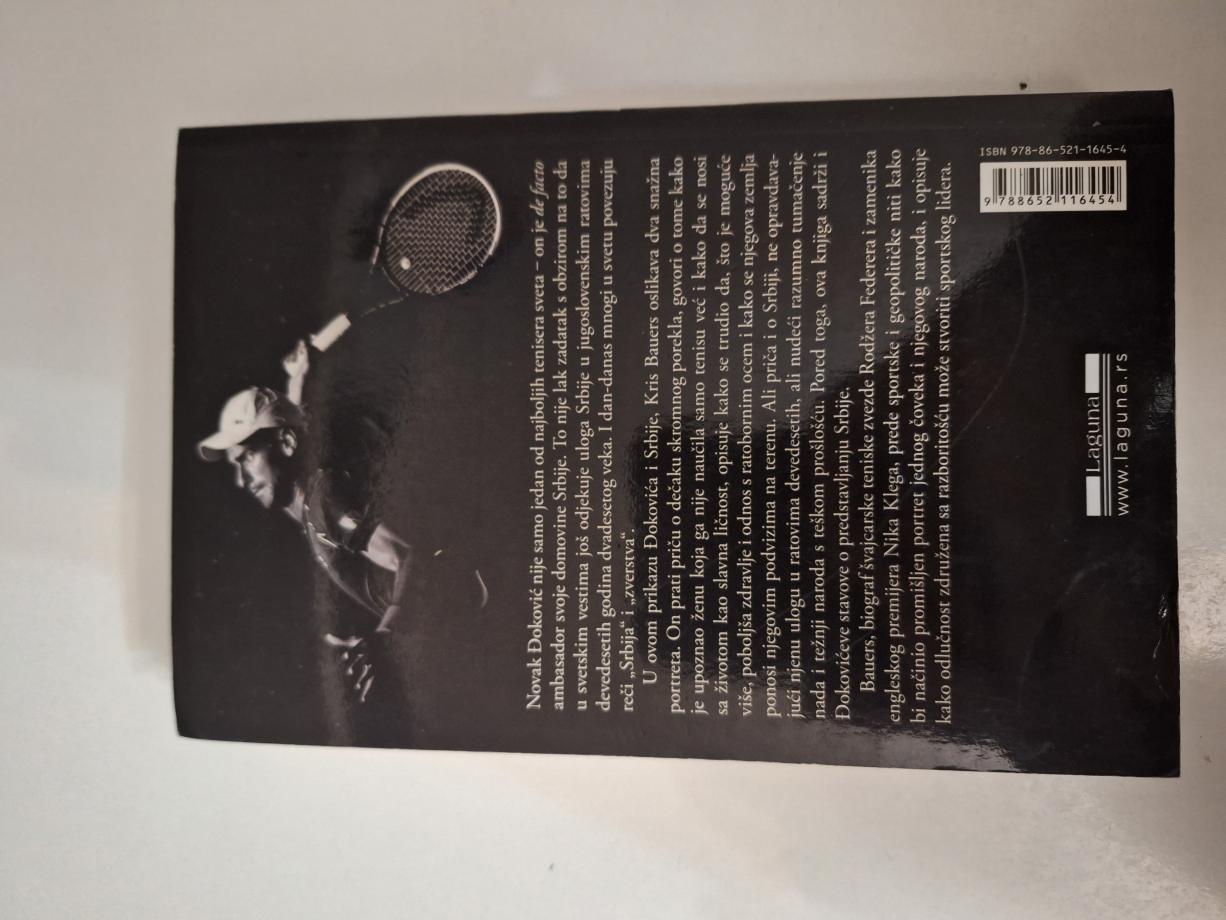 Novak Đoković nije samo jedan od najboljih tenisera sveta – on je de facto
ambasador svoje domovine Srbije. To nije lak zadatak s obzirom na to da
u svetskim vestima još odjekuje uloga Srbije u jugoslovenskim ratovima
devedesetih godina dvadesetog veka. I dan-danas mnogi u svetu povezuju
reči „Srbija“ i „zverstva“.
U ovom prikazu Đokovića i Srbije, Kris Bauers oslikava dva snažna
portreta. On prati priču o dečaku skromnog porekla, govori o tome kako
je upoznao ženu koja ga nije naučila samo tenisu već i kako da se nosi
sa životom kao slavna ličnost, opisuje kako se trudio da, što je moguće
više, poboljša zdravlje i odnos s ratobornim ocem i kako se njegova zemlja
ponosi njegovim podvizima na terenu. Ali priča i o Srbiji, ne opravdava-
jući njenu ulogu u ratovima devedesetih, ali nudeći razumno tumačenje
nada i težnji naroda s teškom prošlošću. Pored toga, ova knjiga sadrži i
Đokovićeve stavove o predstavljanju Srbije.
Bauers, biograf švajcarske teniske zvezde Rodžera Federera i zamenika
engleskog premijera Nika Klega, prede sportske i geopolitičke niti kako
bi načinio promišljen portret jednog čoveka i njegovog naroda, i opisuje
kako odlučnost združena sa razboritošću može stvoriti sportskog lidera.
Laguna
www.laguna.rs
ISBN 978-86-521-1645-4
9 788652 116454